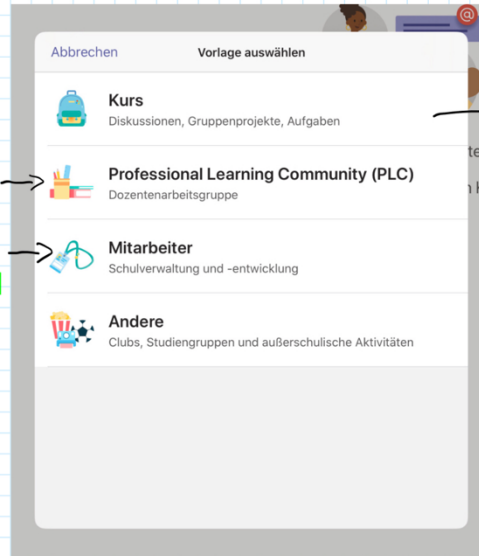 @
Abbrechen Vorlage auswählen
Kurs
Diskussionen, Gruppenprojekte, Aufgaben
Professional Learning Community (PLC)
Dozentenarbeitsgruppe
Mitarbeiter
Schulverwaltung und -entwicklung
Andere
Clubs, Studiengruppen und außerschulische Aktivitäten